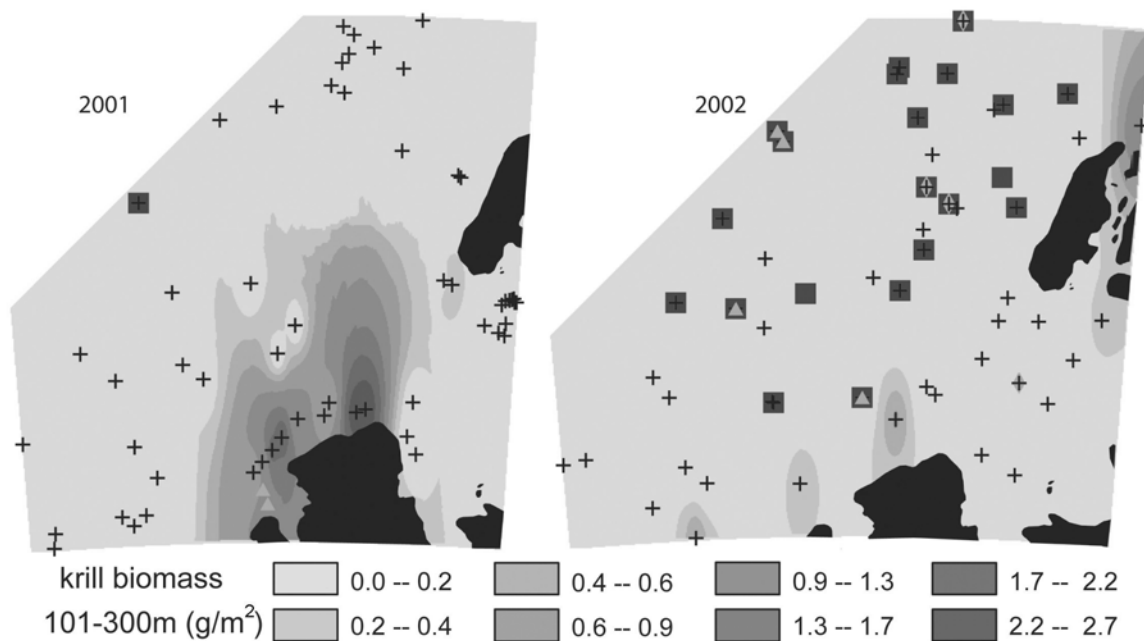 2001
2002
krill biomass 0.0 -- 0.2 0.4 -- 0.6 0.9 -- 1.3 1.7 -- 2.2
101-300m (g/m²) 0.2 -- 0.4 0.6 -- 0.9 1.3 -- 1.7 2.2 -- 2.7